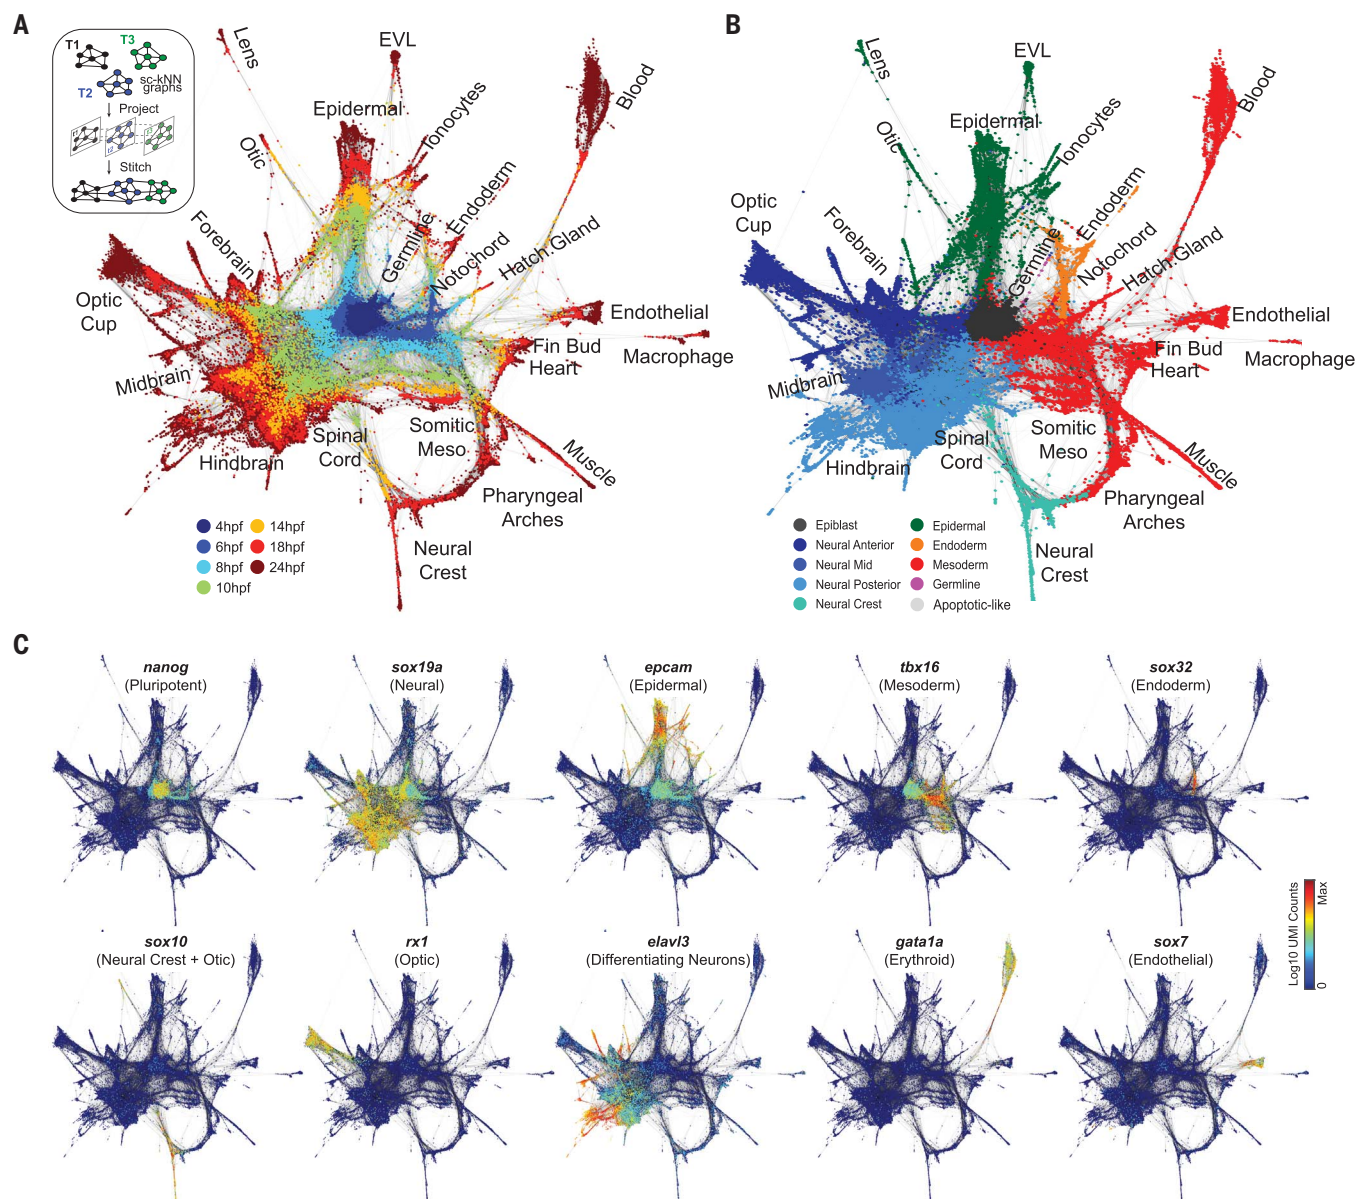 A
T1
T3
T2
sc-kNN
graphs
Project
t1
t2
t3
Stitch
Lens
EVL
Blood
Epidermal
Ionocytes
Otic
Endoderm
Germline
Forebrain
Notochord
Hatch Gland
Optic
Cup
Endothelial
Fin Bud
Heart
Macrophage
Midbrain
Spinal
Cord
Somitic
Meso
Muscle
Hindbrain
Pharyngeal
Arches
Neural
Crest
4hpf
6hpf
8hpf
10hpf
14hpf
18hpf
24hpf
B
Lens
EVL
Blood
Epidermal
Ionocytes
Otic
Endoderm
Optic
Cup
Forebrain
Germline
Notochord
Hatch Gland
Endothelial
Fin Bud
Heart
Macrophage
Midbrain
Spinal
Cord
Somitic
Meso
Muscle
Hindbrain
Pharyngeal
Arches
Neural
Crest
Epiblast
Neural Anterior
Neural Mid
Neural Posterior
Neural Crest
Epidermal
Endoderm
Mesoderm
Germline
Apoptotic-like
C
nanog
(Pluripotent)
sox19a
(Neural)
epcam
(Epidermal)
tbx16
(Mesoderm)
sox32
(Endoderm)
sox10
(Neural Crest + Otic)
rx1
(Optic)
elavl3
(Differentiating Neurons)
gata1a
(Erythroid)
sox7
(Endothelial)
Log10 UMI Counts
0
Max